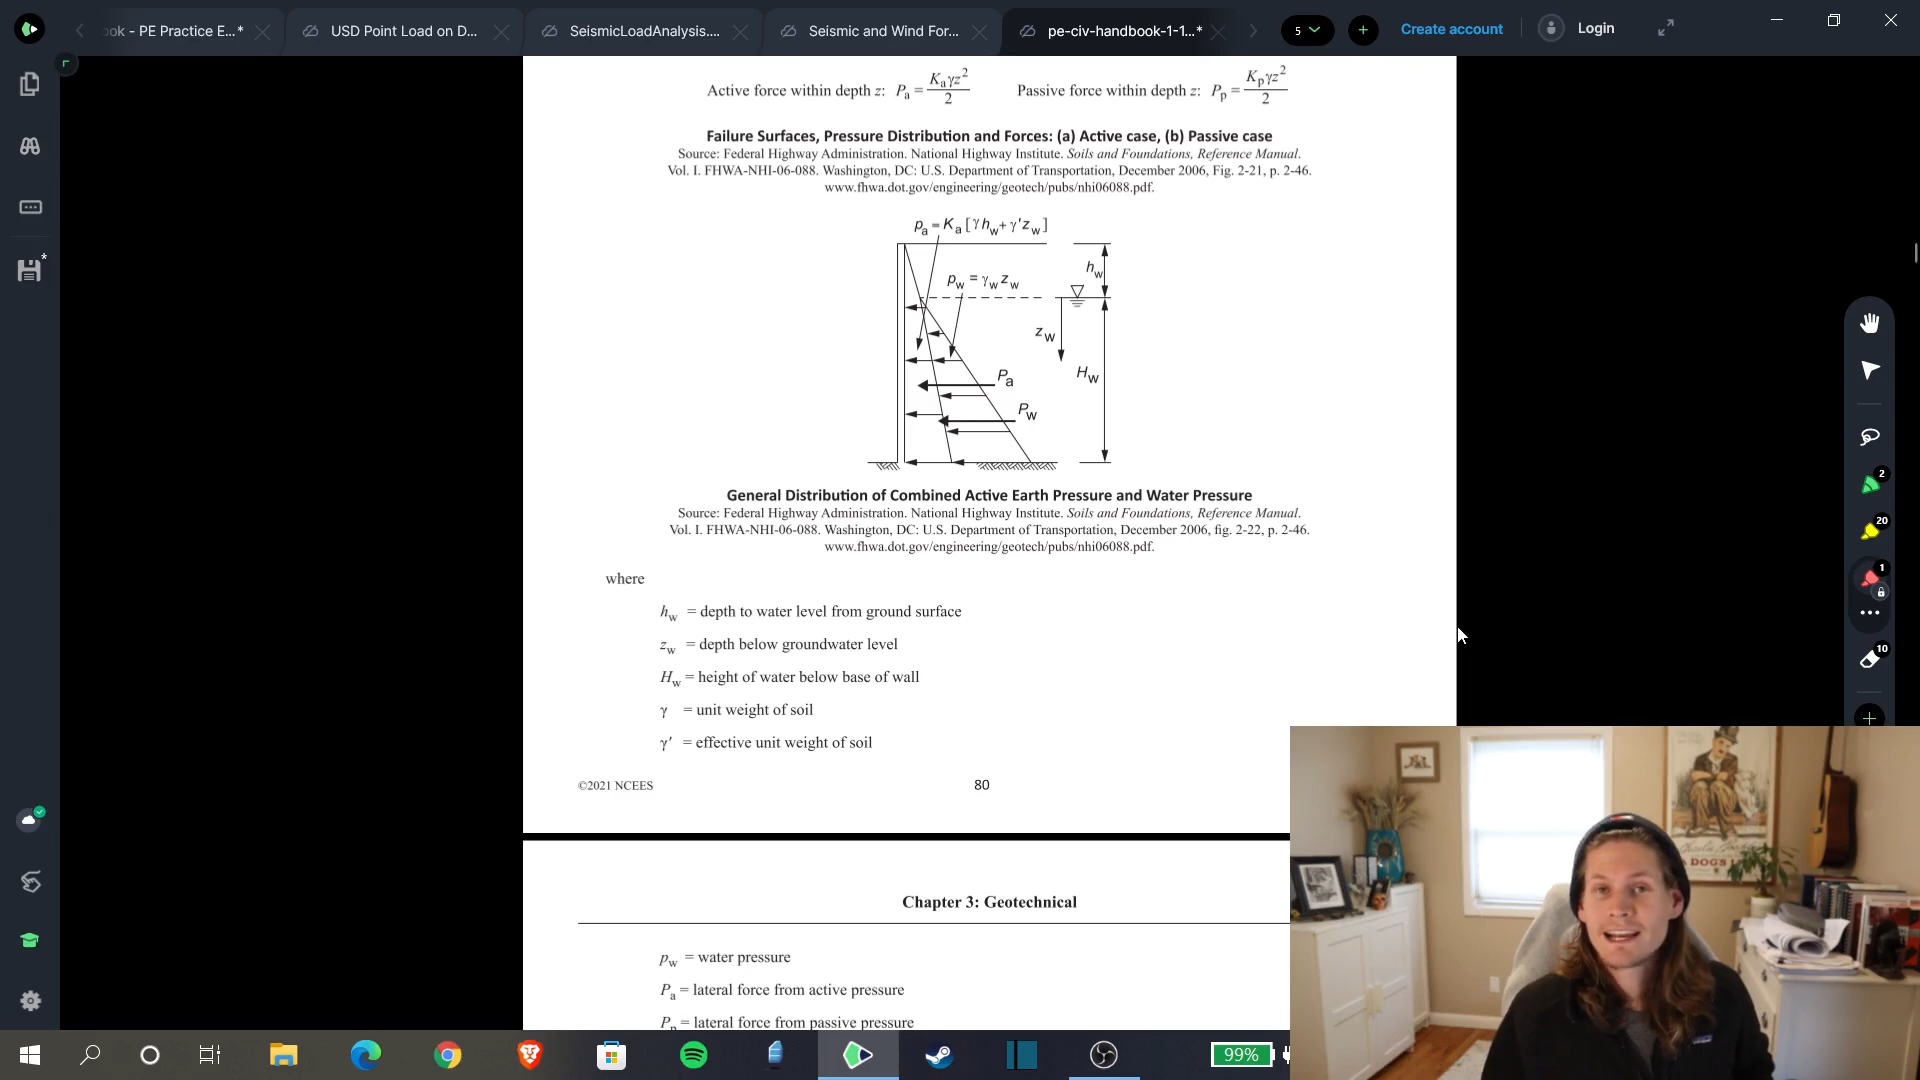 ook - PE Practice E...*
USD Point Load on D...
SeismicLoadAnalysis....
Seismic and Wind For...
pe-civ-handbook-1-1...*
5
Create account
Login
Active force within depth z: Pa = Kaγz² / 2
Passive force within depth z: Pp = Kpγz² / 2
Failure Surfaces, Pressure Distribution and Forces: (a) Active case, (b) Passive case
Source: Federal Highway Administration. National Highway Institute. Soils and Foundations, Reference Manual.
Vol. I. FHWA-NHI-06-088. Washington, DC: U.S. Department of Transportation, December 2006, Fig. 2-21, p. 2-46.
www.fhwa.dot.gov/engineering/geotech/pubs/nhi06088.pdf.
pa = Ka [γhw + γ'zw]
hw
pw = γw zw
zw
Hw
Pa
Pw
General Distribution of Combined Active Earth Pressure and Water Pressure
Source: Federal Highway Administration. National Highway Institute. Soils and Foundations, Reference Manual.
Vol. I. FHWA-NHI-06-088. Washington, DC: U.S. Department of Transportation, December 2006, fig. 2-22, p. 2-46.
www.fhwa.dot.gov/engineering/geotech/pubs/nhi06088.pdf.
where
hw = depth to water level from ground surface
zw = depth below groundwater level
Hw = height of water below base of wall
γ = unit weight of soil
γ' = effective unit weight of soil
©2021 NCEES
80
Chapter 3: Geotechnical
pw = water pressure
Pa = lateral force from active pressure
Pp = lateral force from passive pressure
2
20
1
10
A DOG'S
99%